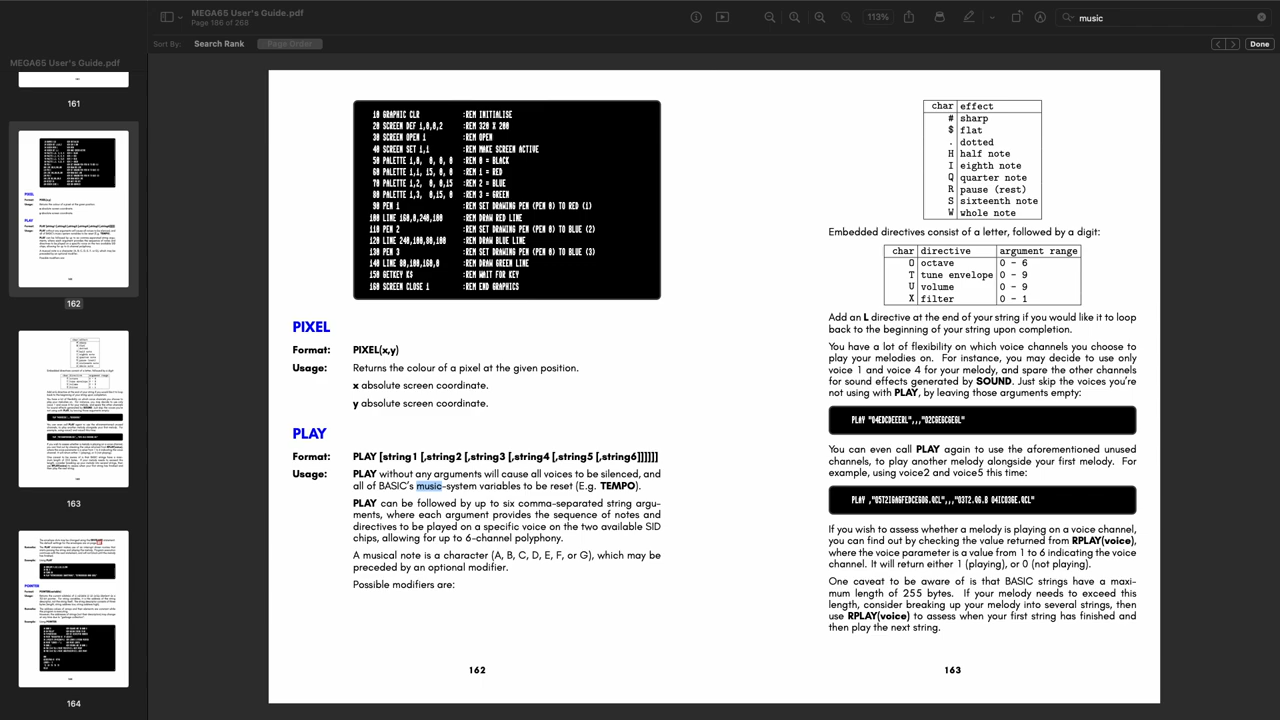 MEGA65 User's Guide.pdf
Page 186 of 268
113%
music
Sort By: Search Rank Page Order
Done
MEGA65 User's Guide.pdf
161
162
163
164
10 GRAPHIC CLR :REM INITIALISE
20 SCREEN DEF 1,0,0,2 :REM 320 X 200
30 SCREEN OPEN 1 :REM OPEN
40 SCREEN SET 1,1 :REM MAKE SCREEN ACTIVE
50 PALETTE 1,0, 0, 0, 0 :REM 0 = BLACK
60 PALETTE 1,1, 15, 0, 0 :REM 1 = RED
70 PALETTE 1,2, 0, 0,15 :REM 2 = BLUE
80 PALETTE 1,3, 0,15, 0 :REM 3 = GREEN
90 PEN 1 :REM SET DRAWING PEN (PEN 0) TO RED (1)
100 LINE 160,0,240,100 :REM DRAW RED LINE
110 PEN 2 :REM SET DRAWING PEN (PEN 0) TO BLUE (2)
120 LINE 240,100,80,100 :REM DRAW BLUE LINE
130 PEN 3 :REM SET DRAWING PEN (PEN 0) TO BLUE (3)
140 LINE 80,100,160,0 :REM DRAW GREEN LINE
150 GETKEY K$ :REM WAIT FOR KEY
160 SCREEN CLOSE 1 :REM END GRAPHICS
PIXEL
Format: PIXEL(x,y)
Usage: Returns the colour of a pixel at the given position.
x absolute screen coordinate.
y absolute screen coordinate.
PLAY
Format: PLAY [string1 [,string2 [,string3 [,string4 [,string5 [,string6]]]]]]
Usage: PLAY without any arguments will cause all voices to be silenced, and
all of BASIC's music-system variables to be reset (E.g. TEMPO).
PLAY can be followed by up to six comma-separated string argu-
ments, where each argument provides the sequence of notes and
directives to be played on a specific voice on the two available SID
chips, allowing for up to 6-channel polyphony.
A musical note is a character (A, B, C, D, E, F, or G), which may be
preceded by an optional modifier.
Possible modifiers are:
162
char effect
# sharp
$ flat
. dotted
H half note
I eighth note
Q quarter note
R pause (rest)
S sixteenth note
W whole note
Embedded directives consist of a letter, followed by a digit:
char directive argument range
O octave 0 - 6
T tune envelope 0 - 9
U volume 0 - 9
X filter 0 - 1
Add an L directive at the end of your string if you would like it to loop
back to the beginning of your string upon completion.
You have a lot of flexibility on which voice channels you choose to
play your melodies on. For instance, you may decide to use only
voice 1 and voice 4 for your melody, and spare the other channels
for sound effects generated by SOUND. Just skip the voices you're
not using with PLAY, by leaving those arguments empty:
PLAY "O4EDCDEEERL",,,"O2CGEGCGEGL"
You can even call PLAY again to use the aforementioned unused
channels, to play another melody alongside your first melody. For
example, using voice2 and voice5 this time:
If you wish to assess whether a melody is playing on a voice channel,
you can find out by checking the value returned from RPLAY(voice),
where the voice parameter is a value from 1 to 6 indicating the voice
channel. It will return either 1 (playing), or 0 (not playing).
One caveat to be aware of is that BASIC strings have a maxi-
mum length of 255 bytes. If your melody needs to exceed this
length, consider breaking up your melody into several strings, then
use RPLAY(voice) to assess when your first string has finished and
then play the next string.
163